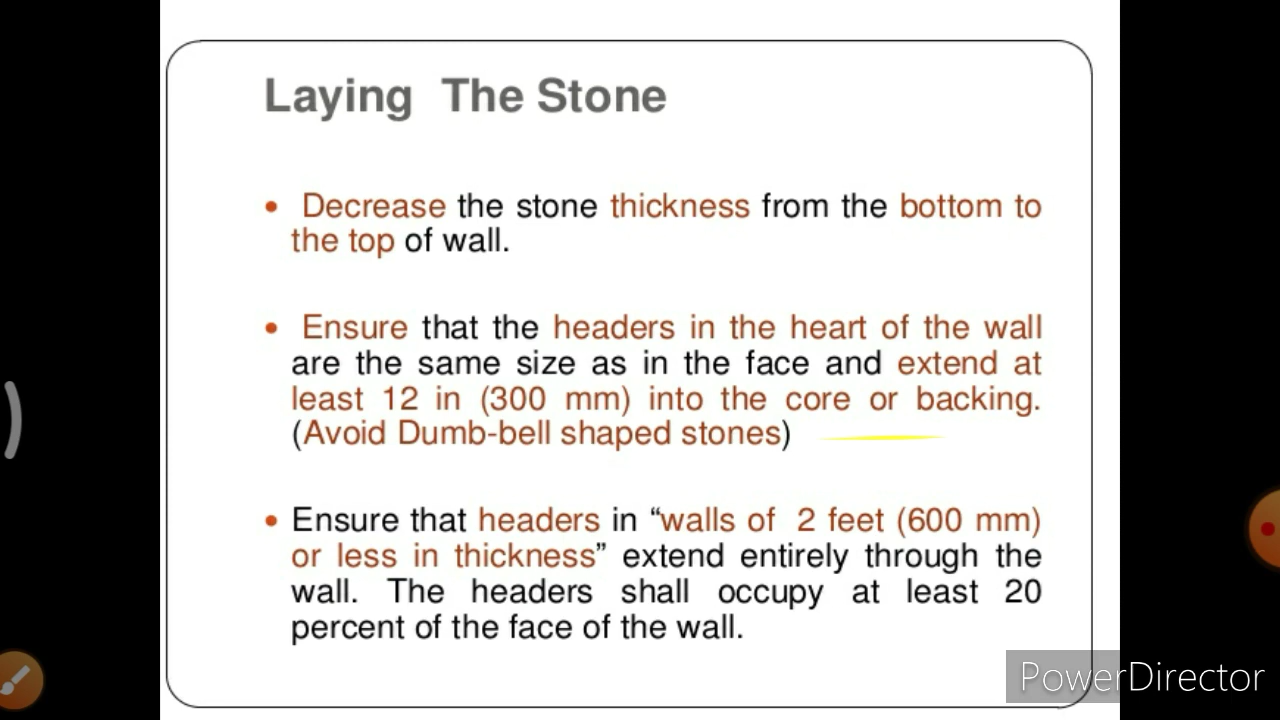 Laying The Stone
• Decrease the stone thickness from the bottom to
the top of wall.
• Ensure that the headers in the heart of the wall
are the same size as in the face and extend at
least 12 in (300 mm) into the core or backing.
(Avoid Dumb-bell shaped stones)
• Ensure that headers in “walls of 2 feet (600 mm)
or less in thickness” extend entirely through the
wall. The headers shall occupy at least 20
percent of the face of the wall.
PowerDirector